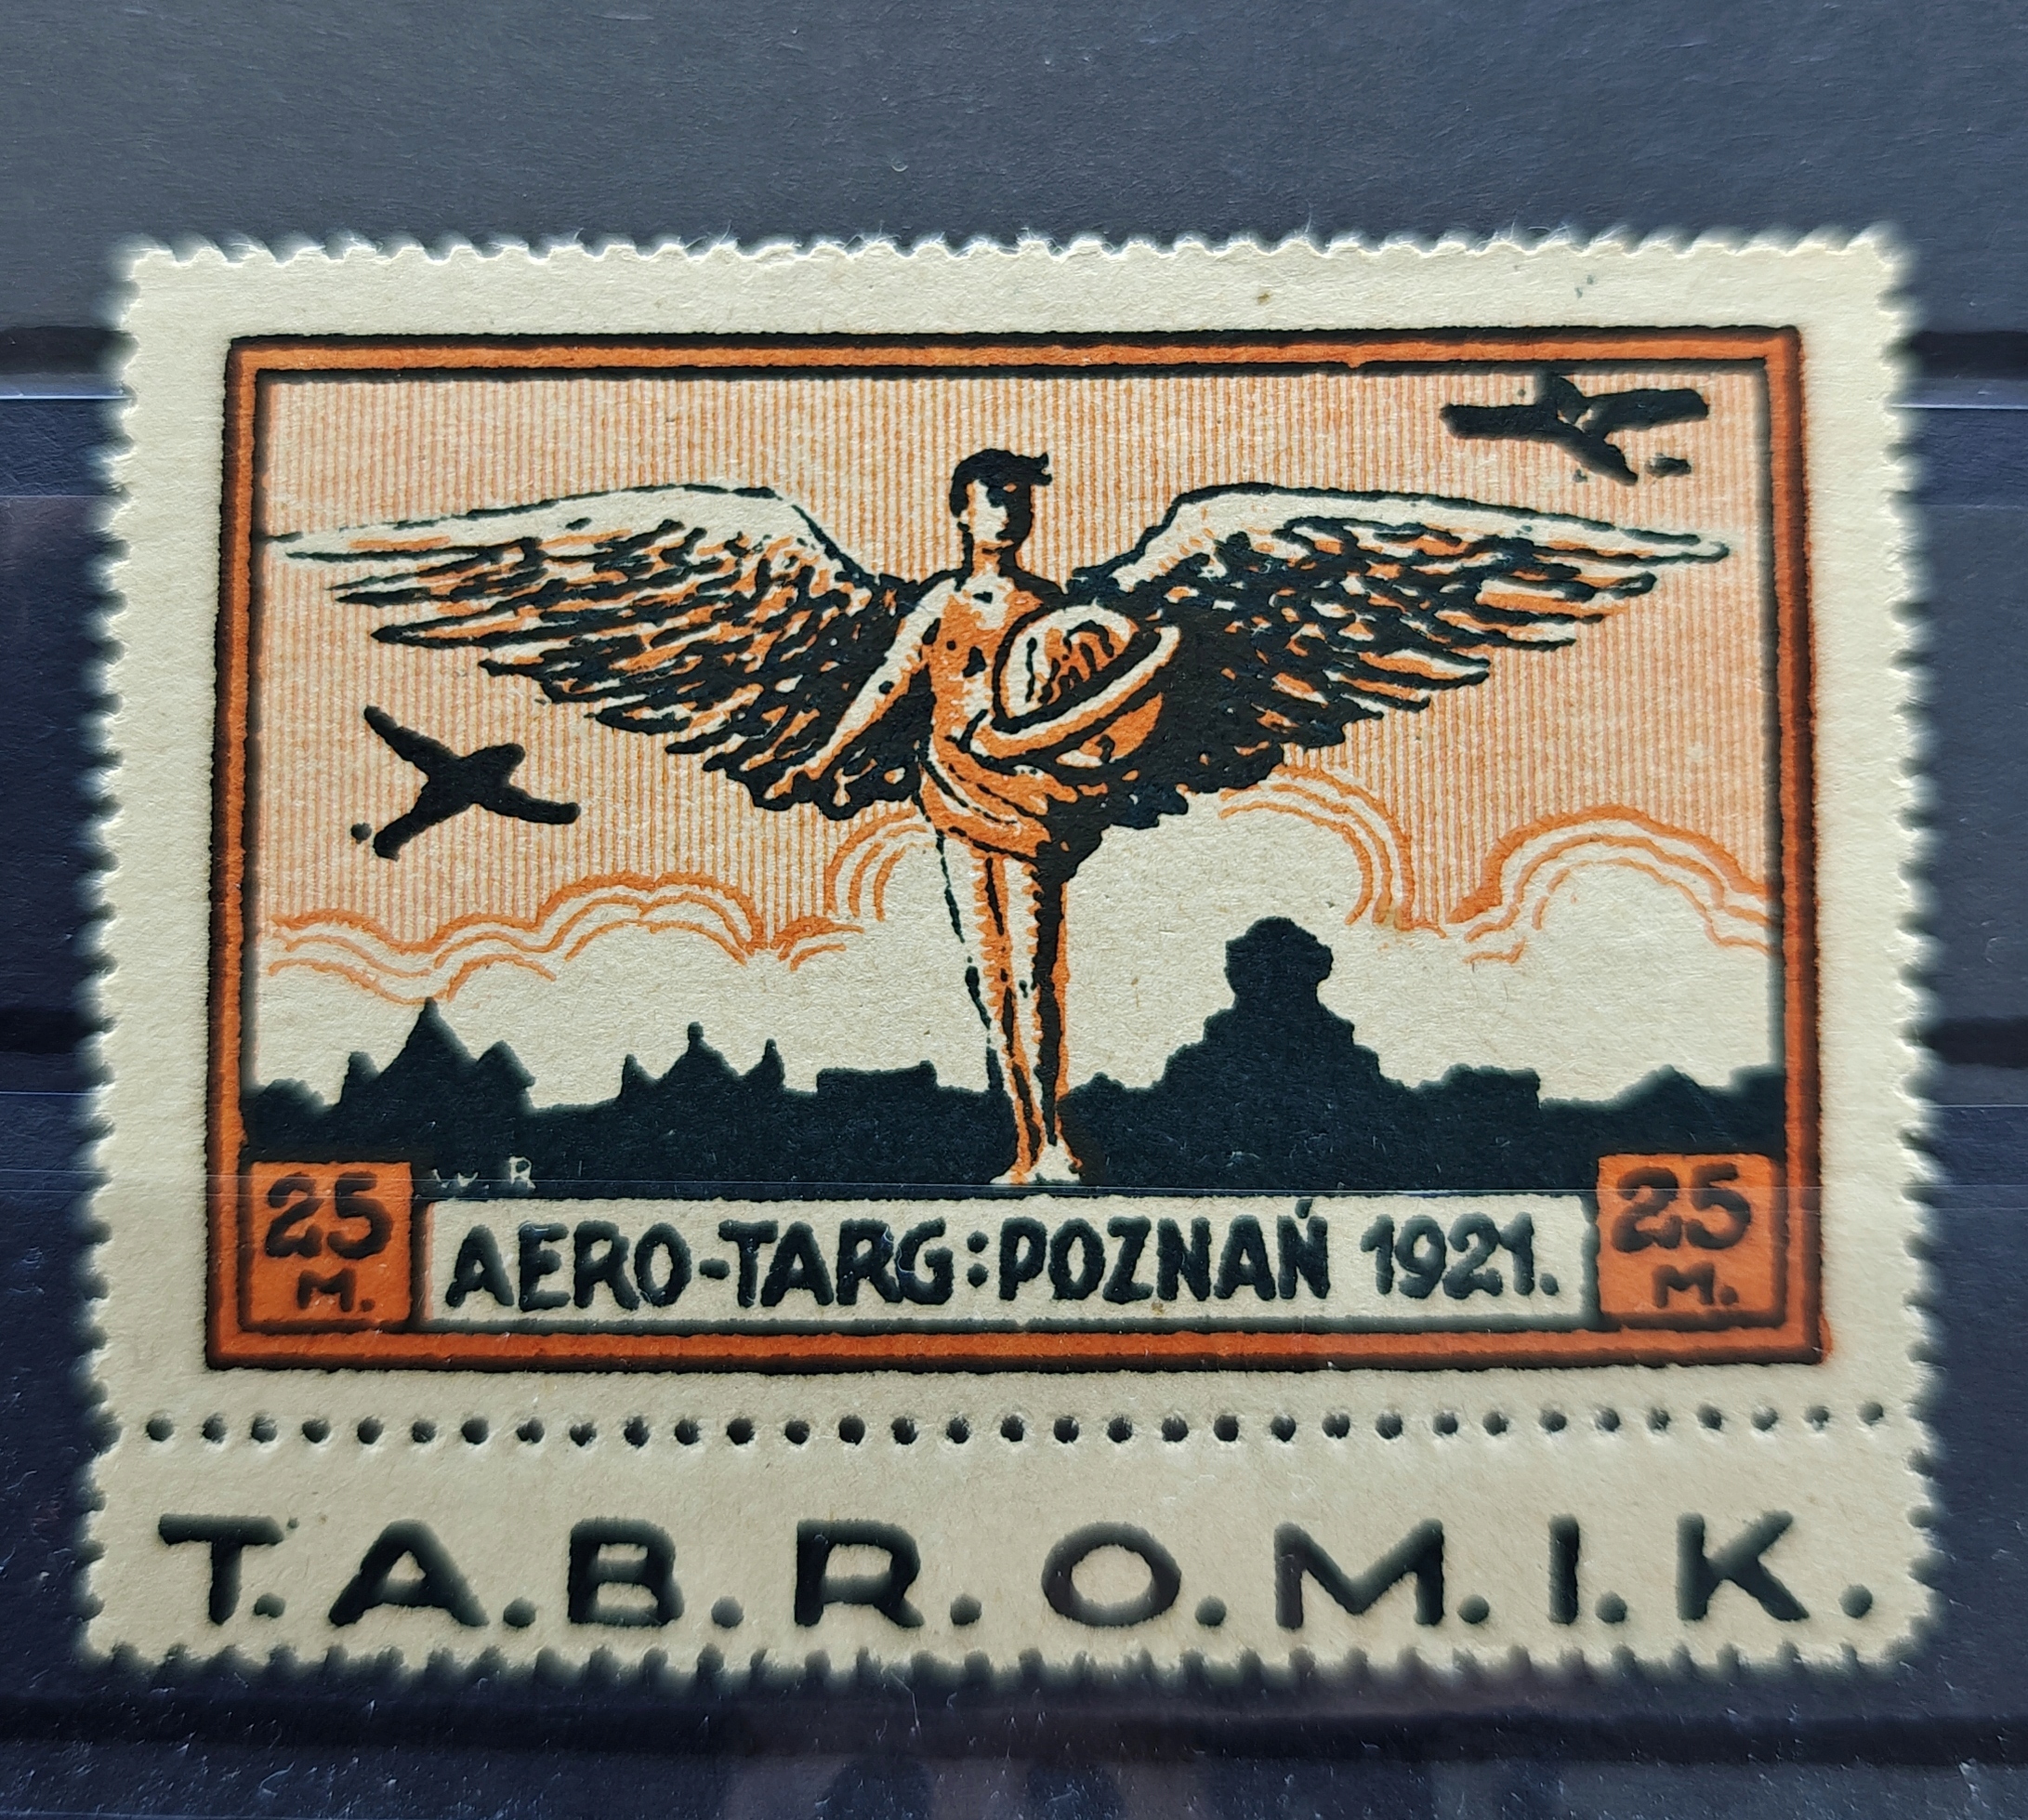 W. R
25 M.
AERO-TARG:POZNAŃ 1921.
25 M.
T.A.B.R.O.M.I.K.